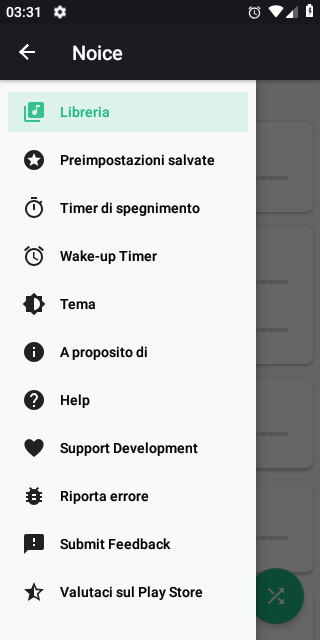 03:31
Noice
Libreria
Preimpostazioni salvate
Timer di spegnimento
Wake-up Timer
Tema
A proposito di
Help
Support Development
Riporta errore
Submit Feedback
Valutaci sul Play Store